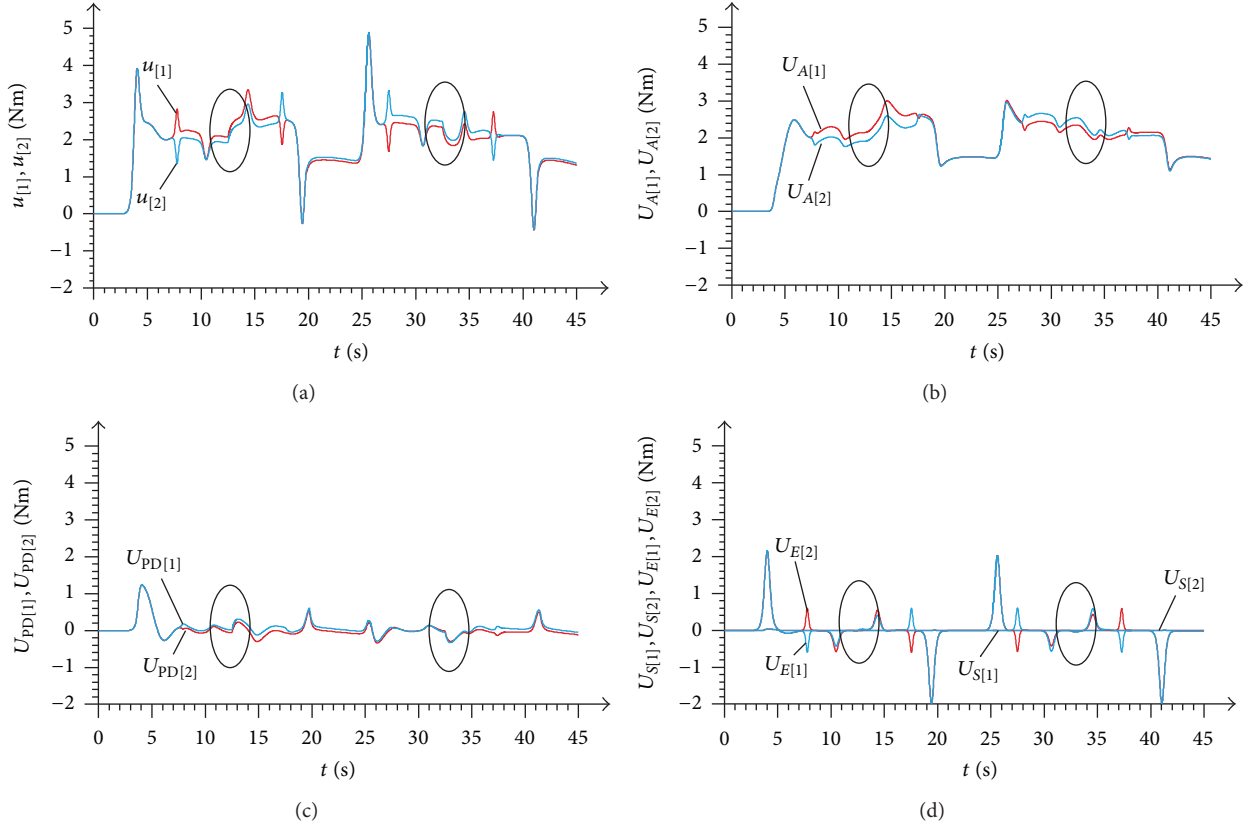 u[1], u[2] (Nm)
5
4
3
2
1
0
−1
−2
u[1]
u[2]
0 5 10 15 20 25 30 35 40 45
t (s)
(a)
UA[1], UA[2] (Nm)
5
4
3
2
1
0
−1
−2
UA[1]
UA[2]
0 5 10 15 20 25 30 35 40 45
t (s)
(b)
UPD[1], UPD[2] (Nm)
5
4
3
2
1
0
−1
−2
UPD[1]
UPD[2]
0 5 10 15 20 25 30 35 40 45
t (s)
(c)
US[1], US[2], UE[1], UE[2] (Nm)
5
4
3
2
1
0
−1
−2
UE[2]
UE[1]
US[1]
US[2]
0 5 10 15 20 25 30 35 40 45
t (s)
(d)